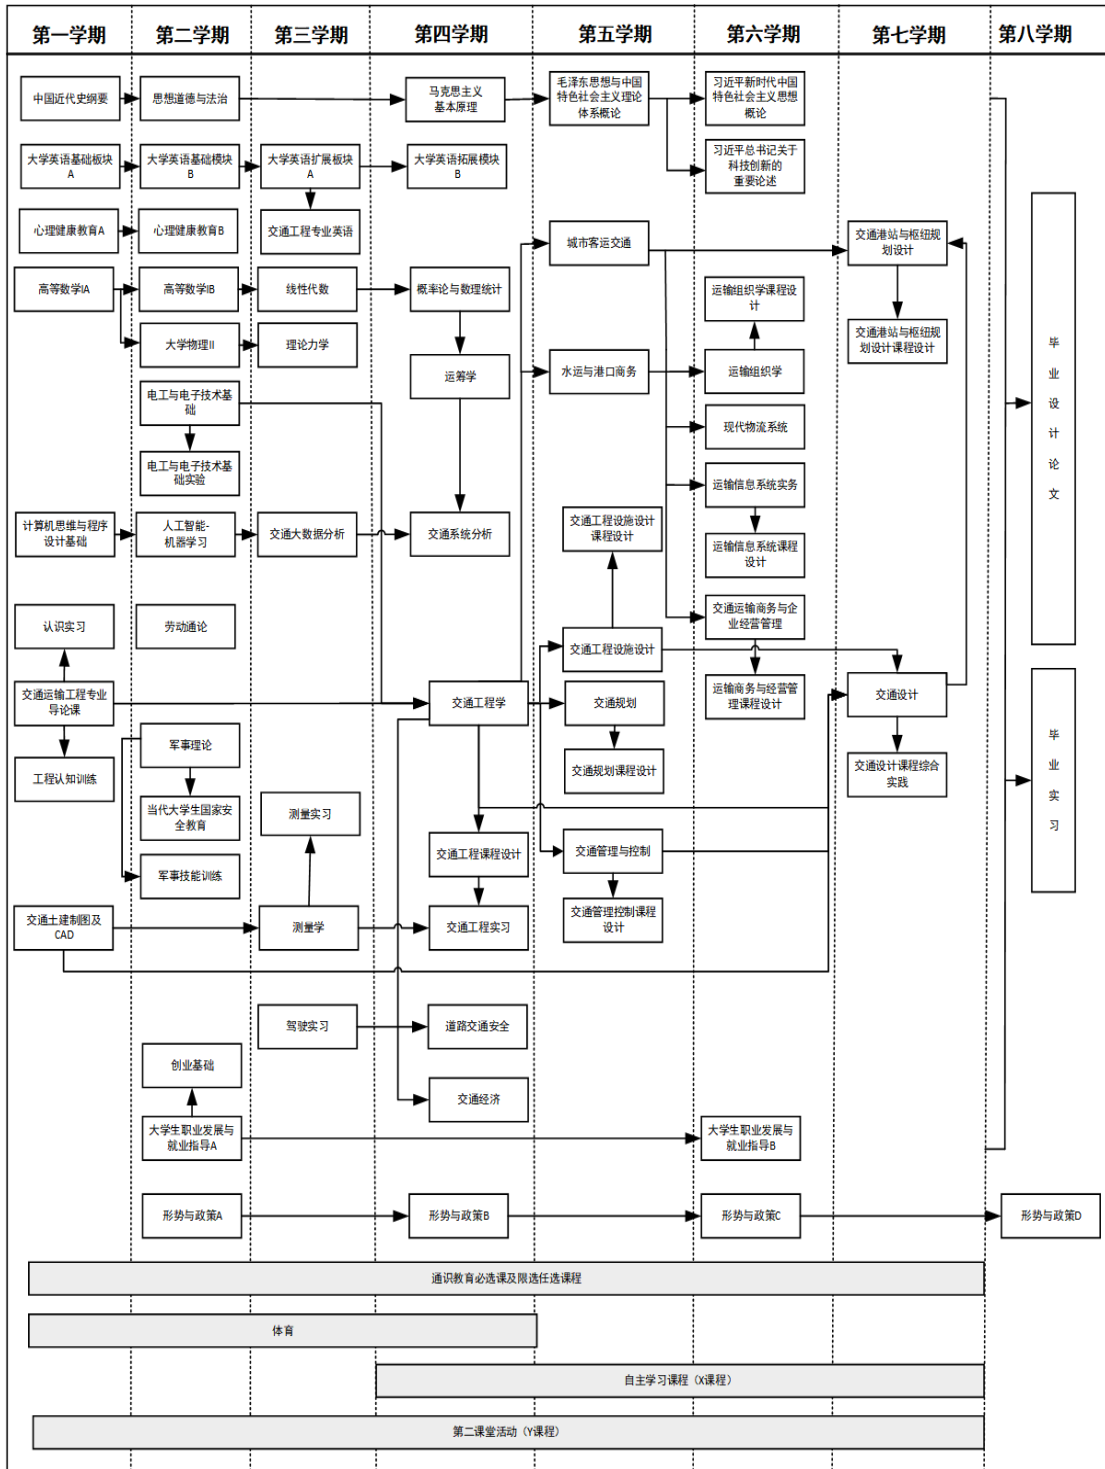 第一学期
第二学期
第三学期
第四学期
第五学期
第六学期
第七学期
第八学期
中国近代史纲要
思想道德与法治
马克思主义
基本原理
毛泽东思想与中国
特色社会主义理论
体系概论
习近平新时代中国
特色社会主义思想
概论
大学英语基础板块
A
大学英语基础模块
B
大学英语扩展板块
A
大学英语拓展模块
B
习近平总书记关于
科技创新的
重要论述
心理健康教育A
心理健康教育B
交通工程专业英语
城市客运交通
交通港站与枢纽规
划设计
高等数学IA
高等数学IB
线性代数
概率论与数理统计
运输组织学课程设
计
大学物理II
理论力学
交通港站与枢纽规
划设计课程设计
运筹学
水运与港口商务
运输组织学
电工与电子技术基
础
现代物流系统
电工与电子技术基
础实验
运输信息系统实务
计算机思维与程序
设计基础
人工智能-
机器学习
交通大数据分析
交通系统分析
交通工程设施设计
课程设计
运输信息系统课程
设计
毕
业
设
计
论
文
认识实习
劳动通论
交通工程设施设计
交通运输商务与企
业经营管理
交通运输工程专业
导论课
交通工程学
交通规划
运输商务与经营管
理课程设计
交通设计
工程认知训练
军事理论
交通规划课程设计
交通设计课程综合
实践
毕
业
实
习
当代大学生国家安
全教育
测量实习
军事技能训练
交通工程课程设计
交通管理与控制
交通土建制图及
CAD
测量学
交通工程实习
交通管理控制课程
设计
驾驶实习
道路交通安全
创业基础
交通经济
大学生职业发展与
就业指导A
大学生职业发展与
就业指导B
形势与政策A
形势与政策B
形势与政策C
形势与政策D
通识教育必选课及限选任选课程
体育
自主学习课程（X课程）
第二课堂活动（Y课程）